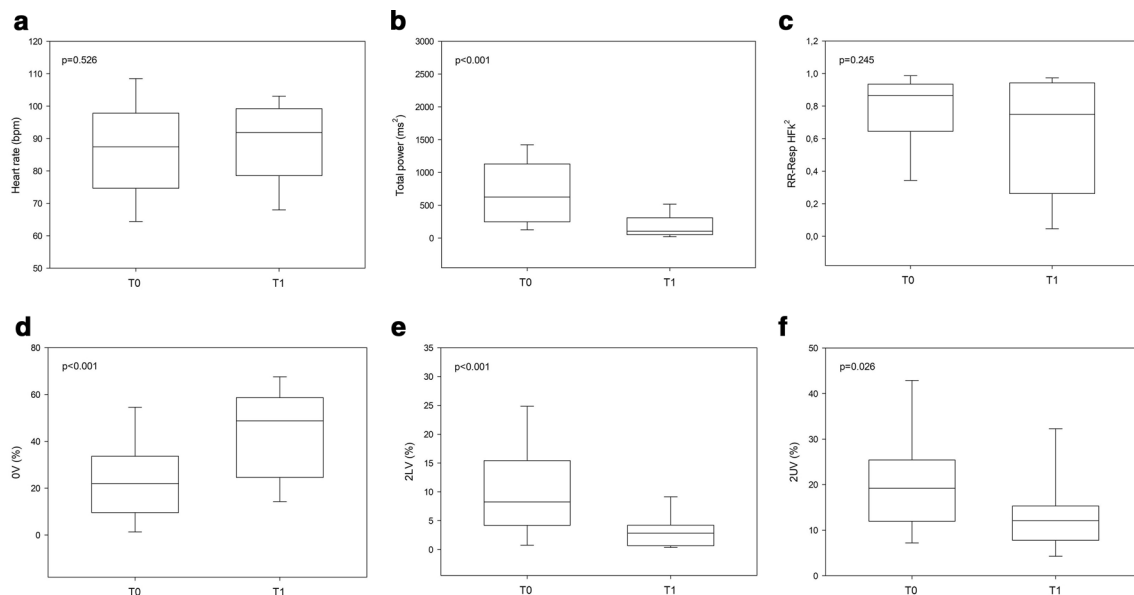 a
120
110
100
90
80
70
60
50
Heart rate (bpm)
p=0.526
T0 T1
b
3000
2500
2000
1500
1000
500
0
Total power (ms²)
p<0.001
T0 T1
c
1,0
0,8
0,6
0,4
0,2
0,0
RR-Resp HFk²
p=0.245
T0 T1
d
80
60
40
20
0
0V (%)
p<0.001
T0 T1
e
35
30
25
20
15
10
5
0
2LV (%)
p<0.001
T0 T1
f
50
40
30
20
10
0
2UV (%)
p=0.026
T0 T1